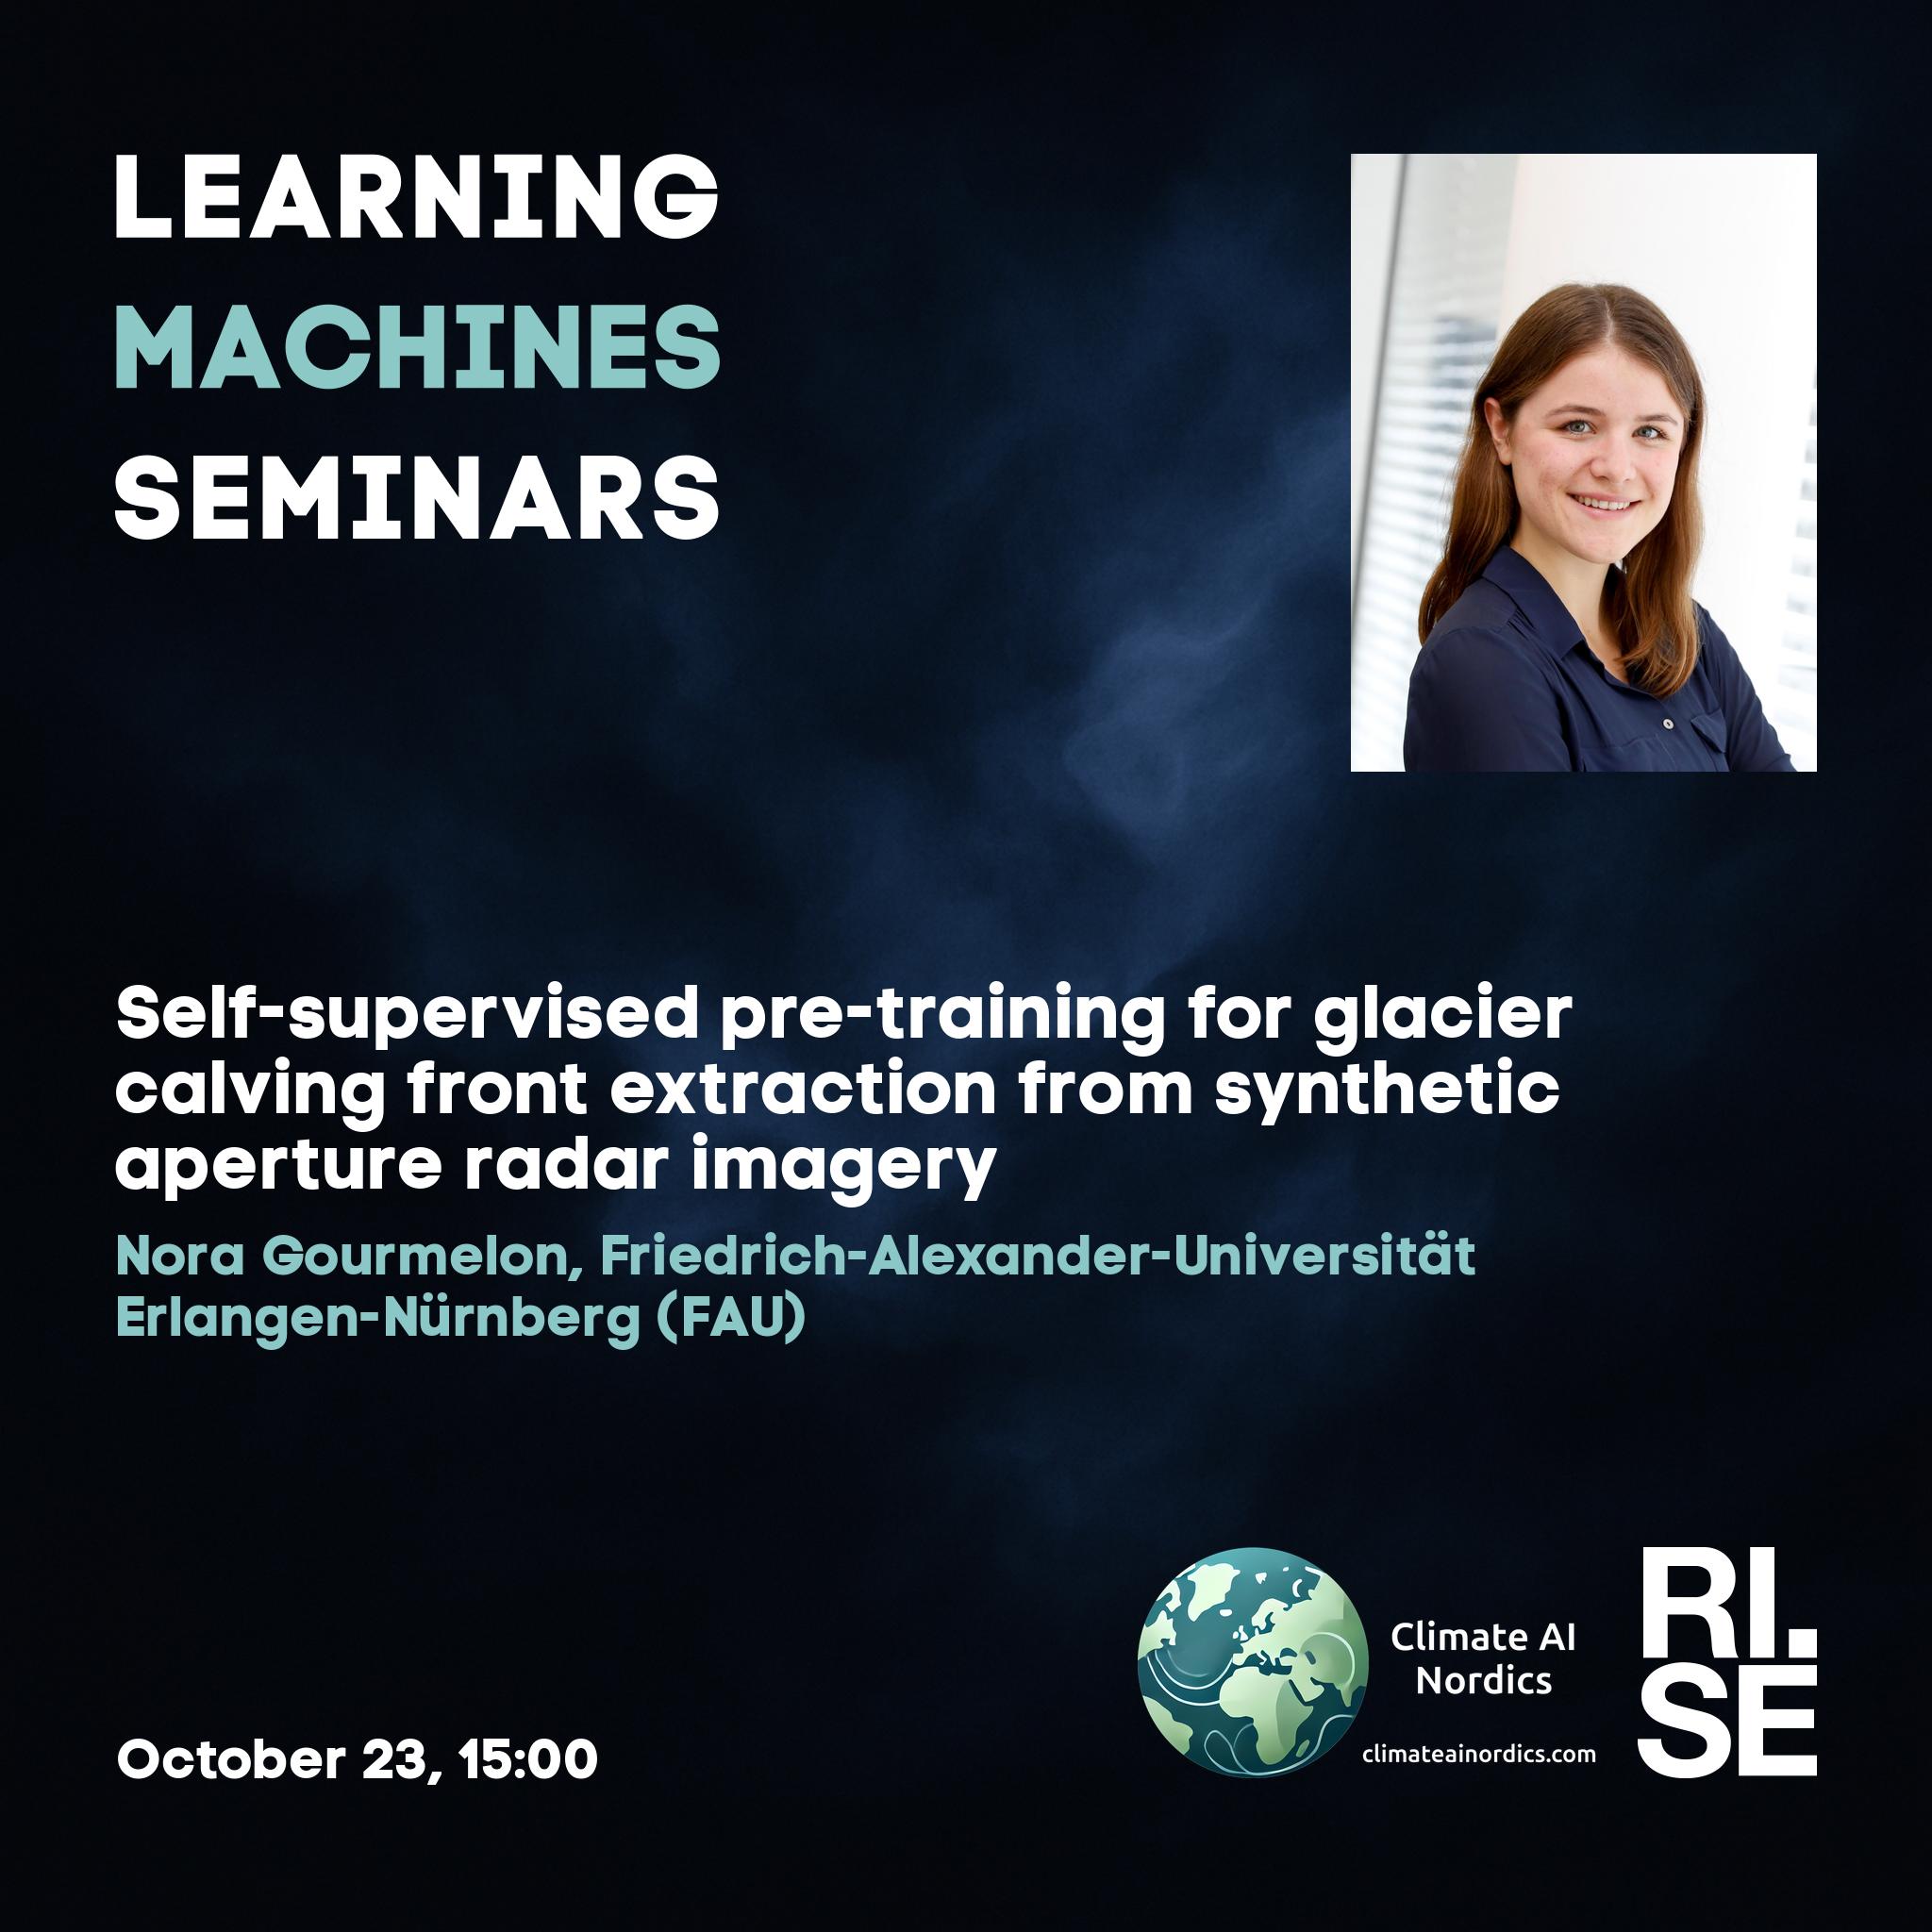 LEARNING
MACHINES
SEMINARS
Self-supervised pre-training for glacier
calving front extraction from synthetic
aperture radar imagery
Nora Gourmelon, Friedrich-Alexander-Universität
Erlangen-Nürnberg (FAU)
October 23, 15:00
Climate AI
Nordics
climateainordics.com
RI.
SE